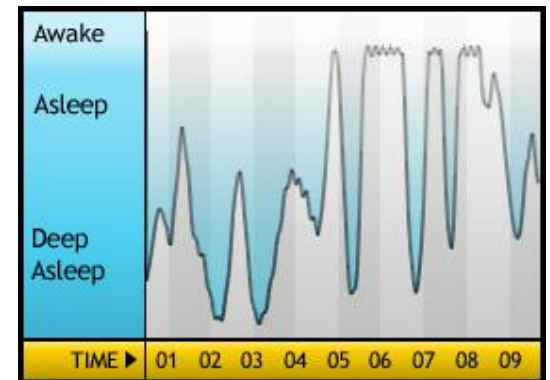 Awake
Asleep
Deep
Asleep
TIME ▶ 01 02 03 04 05 06 07 08 09